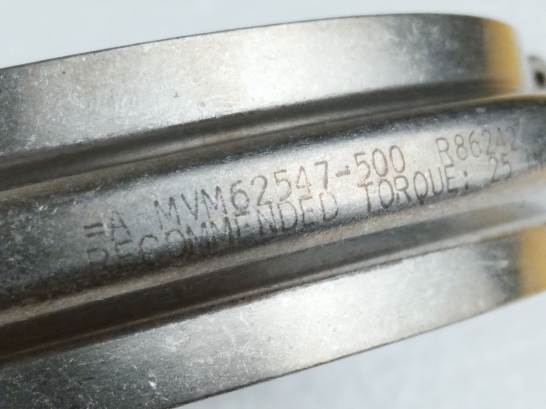 =A MVM62547-500 R86242
RECOMMENDED TORQUE: 25